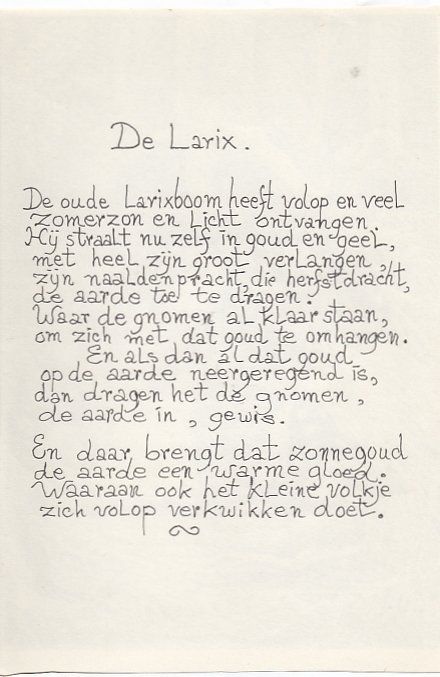 De Larix.
De oude Larixboom heeft volop en veel
zomerzon en Licht ontvangen.
Hij straalt nu zelf in goud en geel,
met heel zijn groot verlangen,
zijn naaldenpracht, die herfstdracht,
de aarde toe te dragen.
Waar de gnomen al klaar staan,
om zich met dat goud te omhangen.
En als dan ál dat goud
op de aarde neergeregend is,
dan dragen het de gnomen,
de aarde in, gewis.
En daar brengt dat zonnegoud
de aarde een warme gloed.
Waaraan ook het kleine volkje
zich volop verkwikken doet.